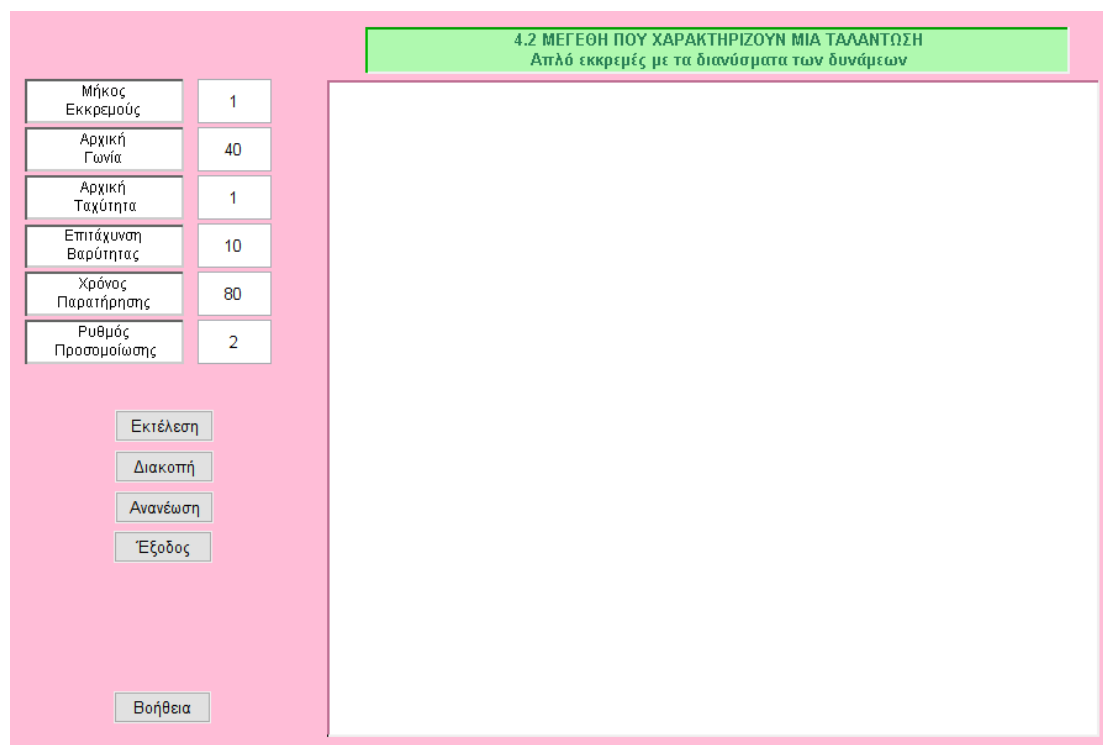 4.2 ΜΕΓΕΘΗ ΠΟΥ ΧΑΡΑΚΤΗΡΙΖΟΥΝ ΜΙΑ ΤΑΛΑΝΤΩΣΗ
Απλό εκκρεμές με τα διανύσματα των δυνάμεων
Μήκος
Εκκρεμούς
1
Αρχική
Γωνία
40
Αρχική
Ταχύτητα
1
Επιτάχυνση
Βαρύτητας
10
Χρόνος
Παρατήρησης
80
Ρυθμός
Προσομοίωσης
2
Εκτέλεση
Διακοπή
Ανανέωση
Έξοδος
Βοήθεια